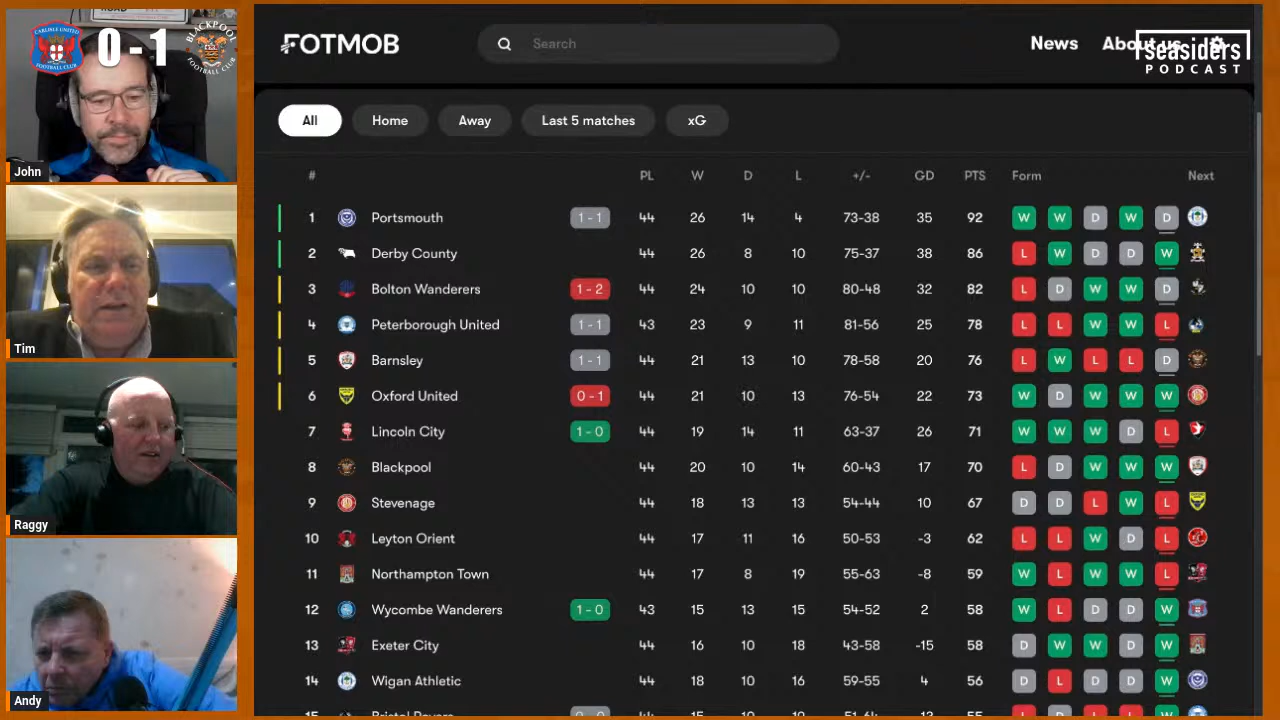 CARLISLE UNITED
FOOTBALL CLUB
0 - 1
BLACKPOOL
FOOTBALL CLUB
John
Tim
Raggy
Andy
FOTMOB
Search
News
About us
seasiders
PODCAST
All
Home
Away
Last 5 matches
xG
# PL W D L +/- GD PTS Form Next
1 Portsmouth 1 - 1 44 26 14 4 73-38 35 92 W W D W D
2 Derby County 44 26 8 10 75-37 38 86 L W D D W
3 Bolton Wanderers 1 - 2 44 24 10 10 80-48 32 82 L D W W D
4 Peterborough United 1 - 1 43 23 9 11 81-56 25 78 L L W W L
5 Barnsley 1 - 1 44 21 13 10 78-58 20 76 L W L L D
6 Oxford United 0 - 1 44 21 10 13 76-54 22 73 W D W W W
7 Lincoln City 1 - 0 44 19 14 11 63-37 26 71 W W W D L
8 Blackpool 44 20 10 14 60-43 17 70 L D W W W
9 Stevenage 44 18 13 13 54-44 10 67 D D L W L
10 Leyton Orient 44 17 11 16 50-53 -3 62 L L W D L
11 Northampton Town 44 17 8 19 55-63 -8 59 W L W W L
12 Wycombe Wanderers 1 - 0 43 15 13 15 54-52 2 58 W L D D W
13 Exeter City 44 16 10 18 43-58 -15 58 D W W D W
14 Wigan Athletic 44 18 10 16 59-55 4 56 D L D D W